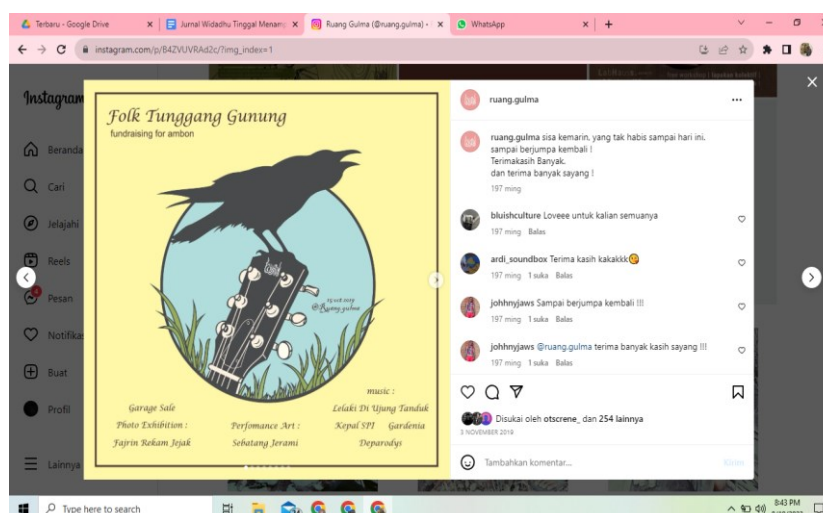 Terbaru - Google Drive
Jurnal Widadhu Tinggal Menamp
Ruang Gulma (@ruang.gulma) •
WhatsApp
instagram.com/p/B4ZVUVRAd2c/?img_index=1
Instagram
Beranda
Cari
Jelajahi
Reels
Pesan
Notifikas
Buat
Profil
Lainnya
Folk Tunggang Gunung
fundraising for ambon
@Ruang.gulma
Garage Sale
Photo Exhibition :
Fajrin Rekam Jejak
Perfomance Art :
Sebatang Jerami
music :
Lelaki Di Ujung Tanduk
Kepal SPI Gardenia
Deparodys
ruang.gulma
ruang.gulma sisa kemarin, yang tak habis sampai hari ini.
sampai berjumpa kembali !
Terimakasih Banyak.
dan terima banyak sayang !
197 ming
bluishculture Loveee untuk kalian semuanya
197 ming Balas
ardi_soundbox Terima kasih kakakkk😘
197 ming 1 suka Balas
johhnyjaws Sampai berjumpa kembali !!!
197 ming 1 suka Balas
johhnyjaws @ruang.gulma terima banyak kasih sayang !!!
197 ming 1 suka Balas
Disukai oleh otscrene_ dan 254 lainnya
3 NOVEMBER 2019
Tambahkan komentar...
Kirim
Type here to search
8:43 PM